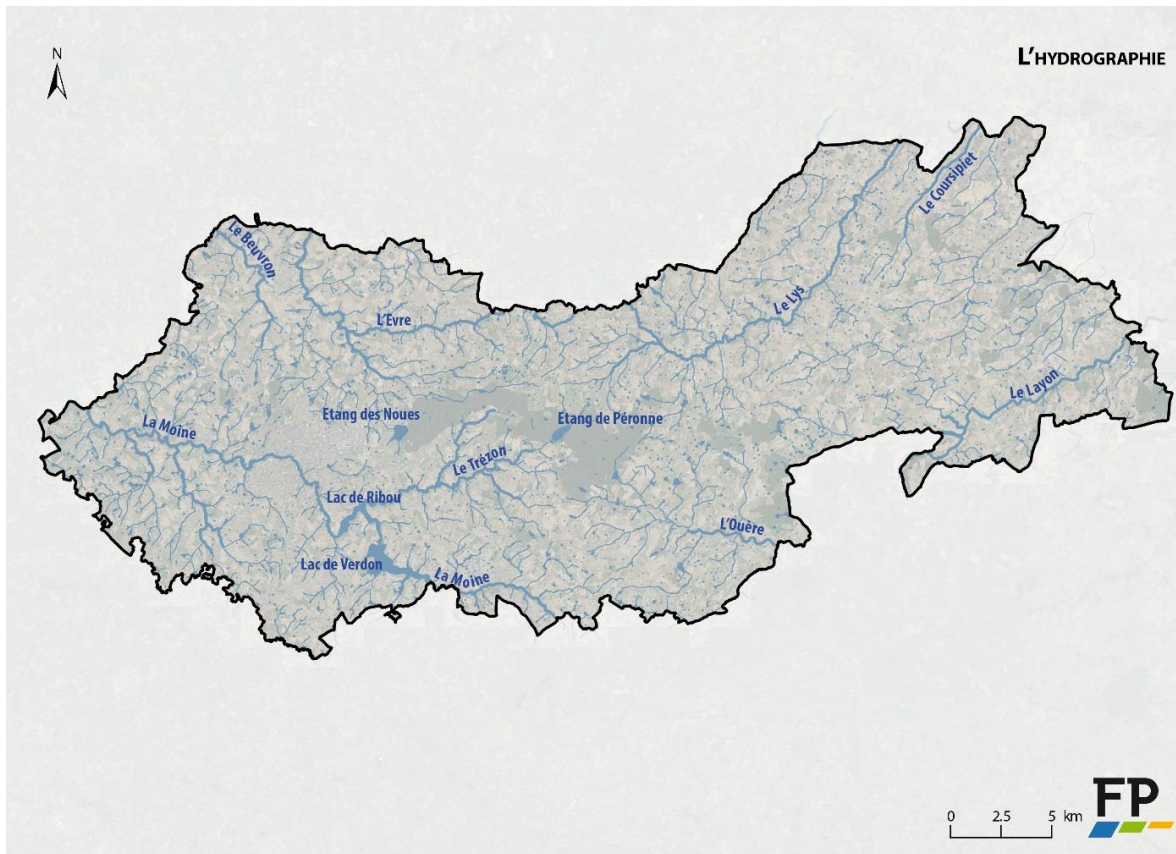 N
L'HYDROGRAPHIE
Le Coursipiet
Le Beuvron
L'Evre
Le Lys
Le Layon
Etang des Noues
Etang de Péronne
La Moine
Le Trézon
Lac de Ribou
L'Ouère
Lac de Verdon
La Moine
0 2.5 5 km
FP